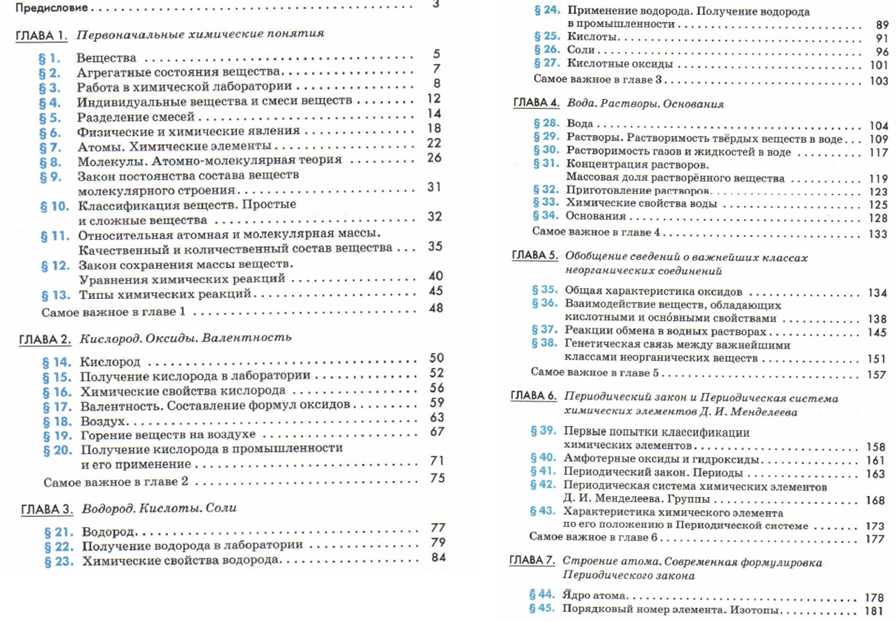 Предисловие 3
ГЛАВА 1. Первоначальные химические понятия
§ 1. Вещества 5
§ 2. Агрегатные состояния вещества 7
§ 3. Работа в химической лаборатории 8
§ 4. Индивидуальные вещества и смеси веществ 12
§ 5. Разделение смесей 14
§ 6. Физические и химические явления 18
§ 7. Атомы. Химические элементы 22
§ 8. Молекулы. Атомно-молекулярная теория 26
§ 9. Закон постоянства состава веществ
молекулярного строения 31
§ 10. Классификация веществ. Простые
и сложные вещества 32
§ 11. Относительная атомная и молекулярная массы.
Качественный и количественный состав вещества 35
§ 12. Закон сохранения массы веществ.
Уравнения химических реакций 40
§ 13. Типы химических реакций 45
Самое важное в главе 1 48
ГЛАВА 2. Кислород. Оксиды. Валентность
§ 14. Кислород 50
§ 15. Получение кислорода в лаборатории 52
§ 16. Химические свойства кислорода 56
§ 17. Валентность. Составление формул оксидов 59
§ 18. Воздух. 63
§ 19. Горение веществ на воздухе 67
§ 20. Получение кислорода в промышленности
и его применение 71
Самое важное в главе 2 75
ГЛАВА 3. Водород. Кислоты. Соли
§ 21. Водород 77
§ 22. Получение водорода в лаборатории 79
§ 23. Химические свойства водорода 84
§ 24. Применение водорода. Получение водорода
в промышленности 89
§ 25. Кислоты 91
§ 26. Соли 96
§ 27. Кислотные оксиды 101
Самое важное в главе 3 103
ГЛАВА 4. Вода. Растворы. Основания
§ 28. Вода 104
§ 29. Растворы. Растворимость твёрдых веществ в воде 109
§ 30. Растворимость газов и жидкостей в воде 117
§ 31. Концентрация растворов.
Массовая доля растворённого вещества 119
§ 32. Приготовление растворов 123
§ 33. Химические свойства воды 125
§ 34. Основания 128
Самое важное в главе 4 133
ГЛАВА 5. Обобщение сведений о важнейших классах
неорганических соединений
§ 35. Общая характеристика оксидов 134
§ 36. Взаимодействие веществ, обладающих
кислотными и осно́вными свойствами 138
§ 37. Реакции обмена в водных растворах 145
§ 38. Генетическая связь между важнейшими
классами неорганических веществ 151
Самое важное в главе 5 157
ГЛАВА 6. Периодический закон и Периодическая система
химических элементов Д. И. Менделеева
§ 39. Первые попытки классификации
химических элементов 158
§ 40. Амфотерные оксиды и гидроксиды 161
§ 41. Периодический закон. Периоды 163
§ 42. Периодическая система химических элементов
Д. И. Менделеева. Группы 168
§ 43. Характеристика химического элемента
по его положению в Периодической системе 173
Самое важное в главе 6 177
ГЛАВА 7. Строение атома. Современная формулировка
Периодического закона
§ 44. Ядро атома 178
§ 45. Порядковый номер элемента. Изотопы 181